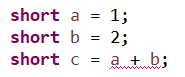 short a = 1;
short b = 2;
short c = a + b;